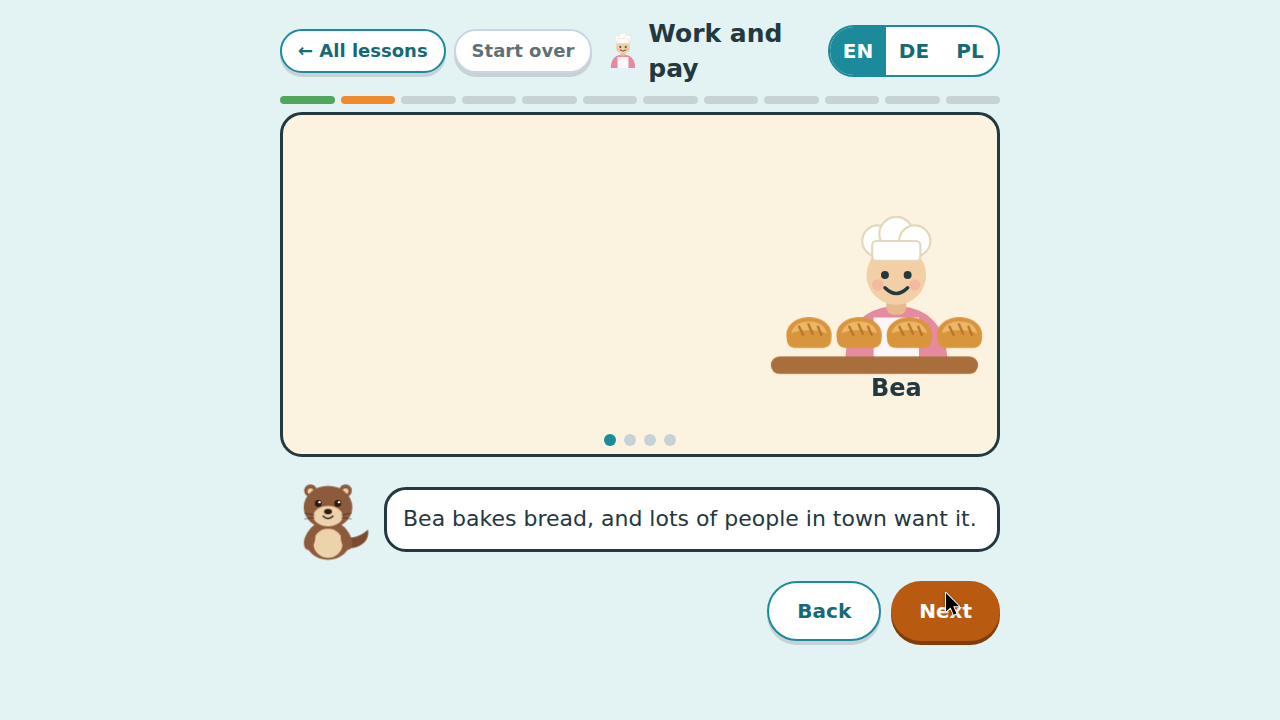 ← All lessons
Start over
Work and
pay
EN DE PL
Bea
Bea bakes bread, and lots of people in town want it.
Back
Next